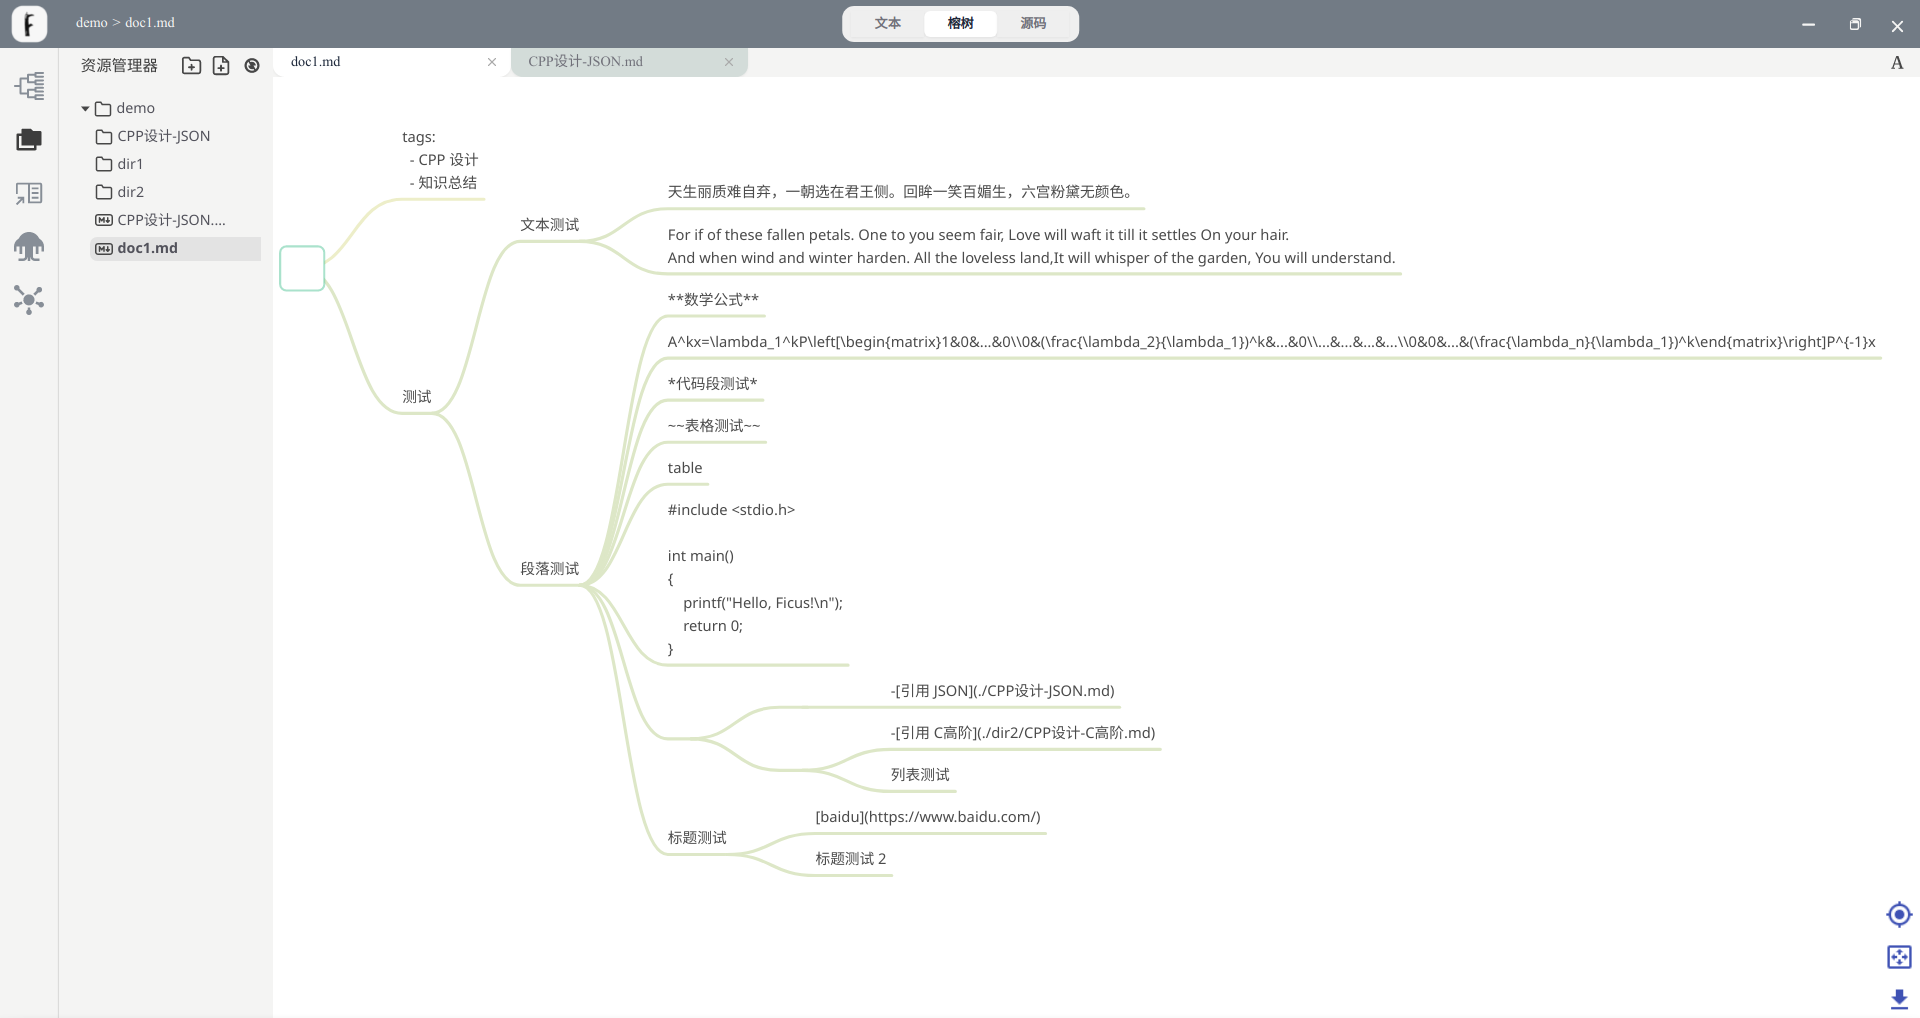 demo > doc1.md
文本
榕树
源码
资源管理器
doc1.md
CPP设计-JSON.md
A
demo
CPP设计-JSON
dir1
dir2
CPP设计-JSON....
doc1.md
tags:
- CPP 设计
- 知识总结
测试
文本测试
天生丽质难自弃，一朝选在君王侧。回眸一笑百媚生，六宫粉黛无颜色。
For if of these fallen petals. One to you seem fair, Love will waft it till it settles On your hair.
And when wind and winter harden. All the loveless land,It will whisper of the garden, You will understand.
段落测试
**数学公式**
A^kx=\lambda_1^kP\left[\begin{matrix}1&0&...&0\\0&(\frac{\lambda_2}{\lambda_1})^k&...&0\\...&...&...&...\\0&0&...&(\frac{\lambda_n}{\lambda_1})^k\end{matrix}\right]P^{-1}x
*代码段测试*
~~表格测试~~
table
#include <stdio.h>
int main()
{
printf("Hello, Ficus!\n");
return 0;
}
-[引用 JSON](./CPP设计-JSON.md)
-[引用 C高阶](./dir2/CPP设计-C高阶.md)
列表测试
标题测试
[baidu](https://www.baidu.com/)
标题测试 2